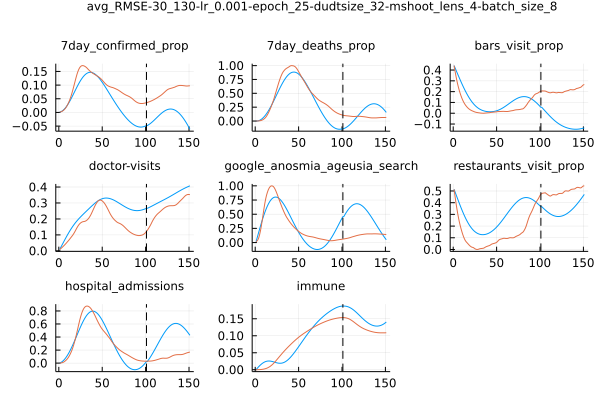 avg_RMSE-30_130-lr_0.001-epoch_25-dudtsize_32-mshoot_lens_4-batch_size_8
7day_confirmed_prop 7day_deaths_prop bars_visit_prop
0.15 0.10 0.05 0.00 −0.05
0 50 100 150
1.00 0.75 0.50 0.25 0.00
0 50 100 150
0.4 0.3 0.2 0.1 0.0 −0.1
0 50 100 150
doctor-visits google_anosmia_ageusia_search restaurants_visit_prop
0.4 0.3 0.2 0.1 0.0
0 50 100 150
1.00 0.75 0.50 0.25 0.00
0 50 100 150
0.5 0.4 0.3 0.2 0.1 0.0
0 50 100 150
hospital_admissions immune
0.8 0.6 0.4 0.2 0.0
0 50 100 150
0.15 0.10 0.05 0.00
0 50 100 150